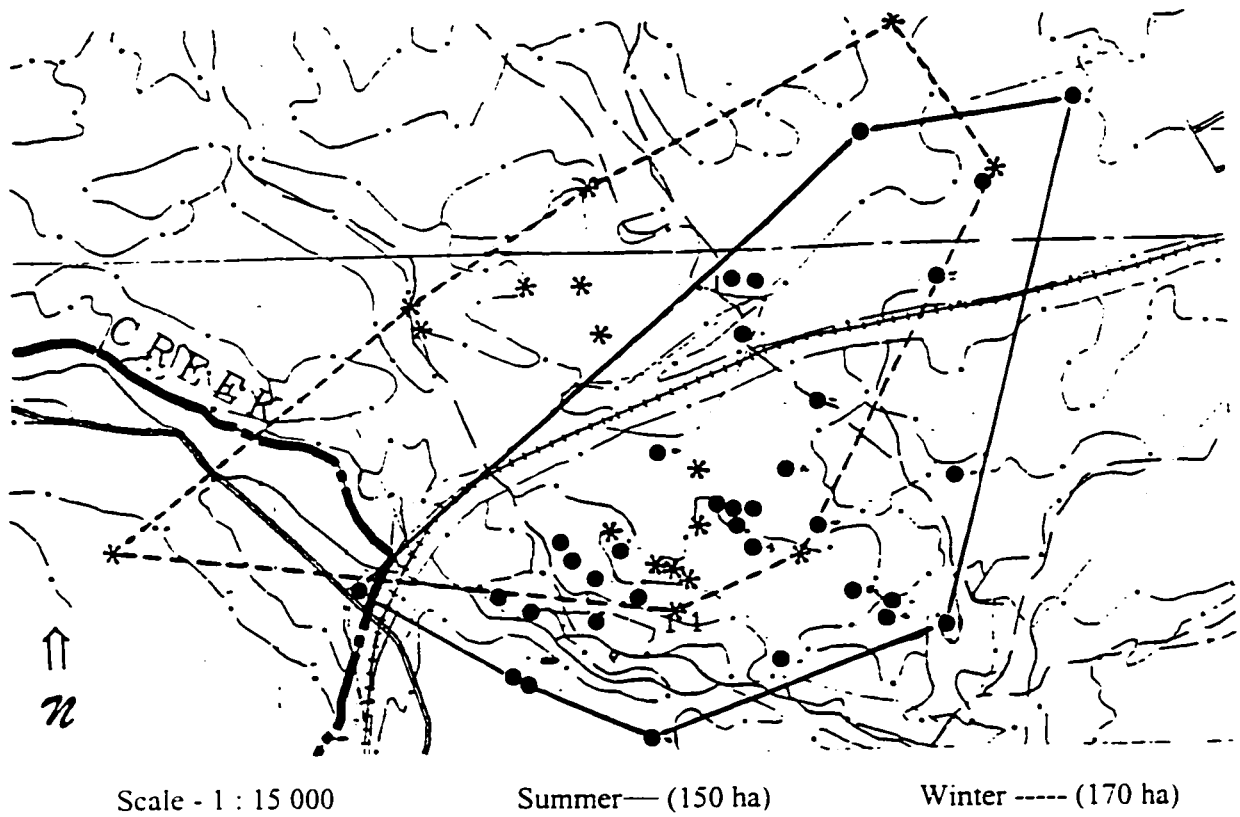 CREEK
n
Scale - 1 : 15 000 Summer— (150 ha) Winter ----- (170 ha)